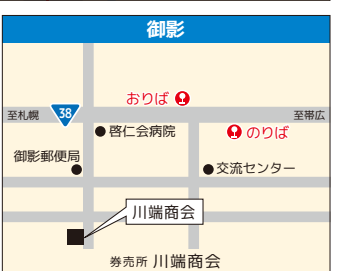 御影
おりば
至札幌
38
至帯広
啓仁会病院
のりば
御影郵便局
交流センター
川端商会
券売所 川端商会